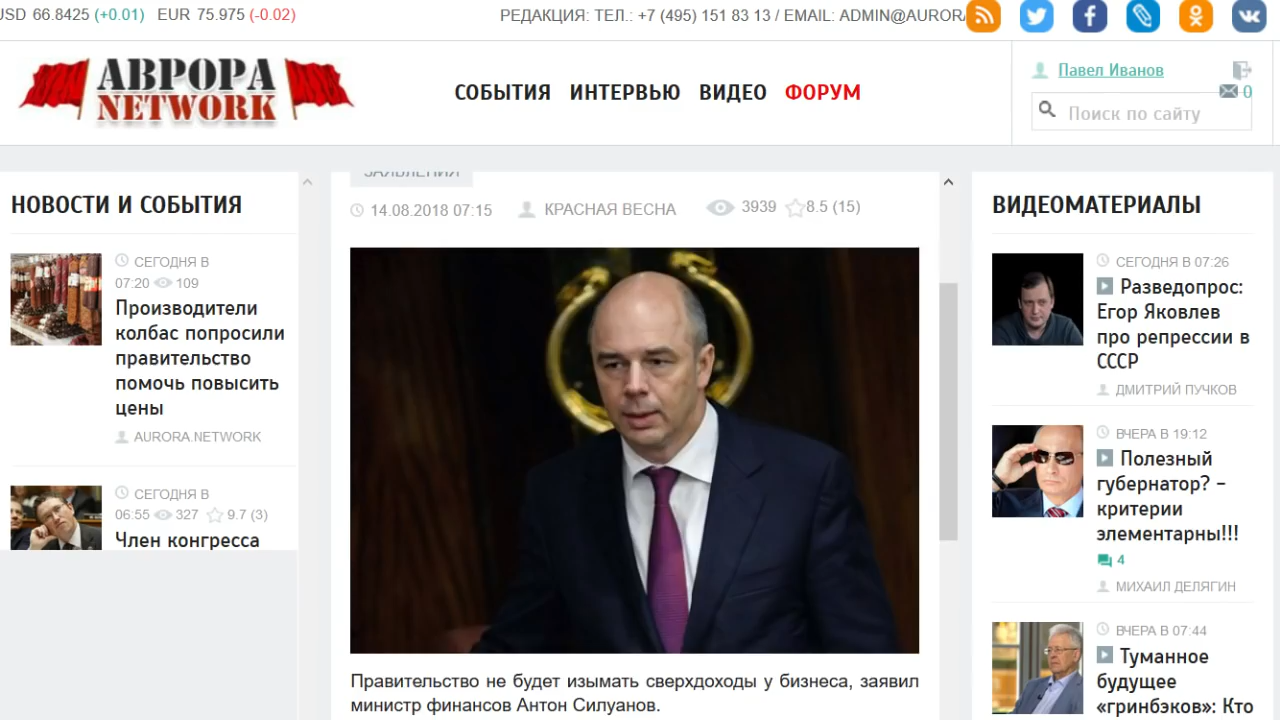 USD 66.8425 (+0.01) EUR 75.975 (-0.02)
РЕДАКЦИЯ: ТЕЛ.: +7 (495) 151 83 13 / EMAIL: ADMIN@AURORA
АВРОРА
NETWORK
СОБЫТИЯ ИНТЕРВЬЮ ВИДЕО ФОРУМ
Павел Иванов
0
Поиск по сайту
НОВОСТИ И СОБЫТИЯ
СЕГОДНЯ В
07:20 109
Производители
колбас попросили
правительство
помочь повысить
цены
AURORA.NETWORK
СЕГОДНЯ В
06:55 327 9.7 (3)
Член конгресса
ЗАЯВЛЕНИЯ
14.08.2018 07:15 КРАСНАЯ ВЕСНА 3939 8.5 (15)
Правительство не будет изымать сверхдоходы у бизнеса, заявил
министр финансов Антон Силуанов.
ВИДЕОМАТЕРИАЛЫ
СЕГОДНЯ В 07:26
Разведопрос:
Егор Яковлев
про репрессии в
СССР
ДМИТРИЙ ПУЧКОВ
ВЧЕРА В 19:12
Полезный
губернатор? –
критерии
элементарны!!!
4
МИХАИЛ ДЕЛЯГИН
ВЧЕРА В 07:44
Туманное
будущее
«гринбэков»: Кто